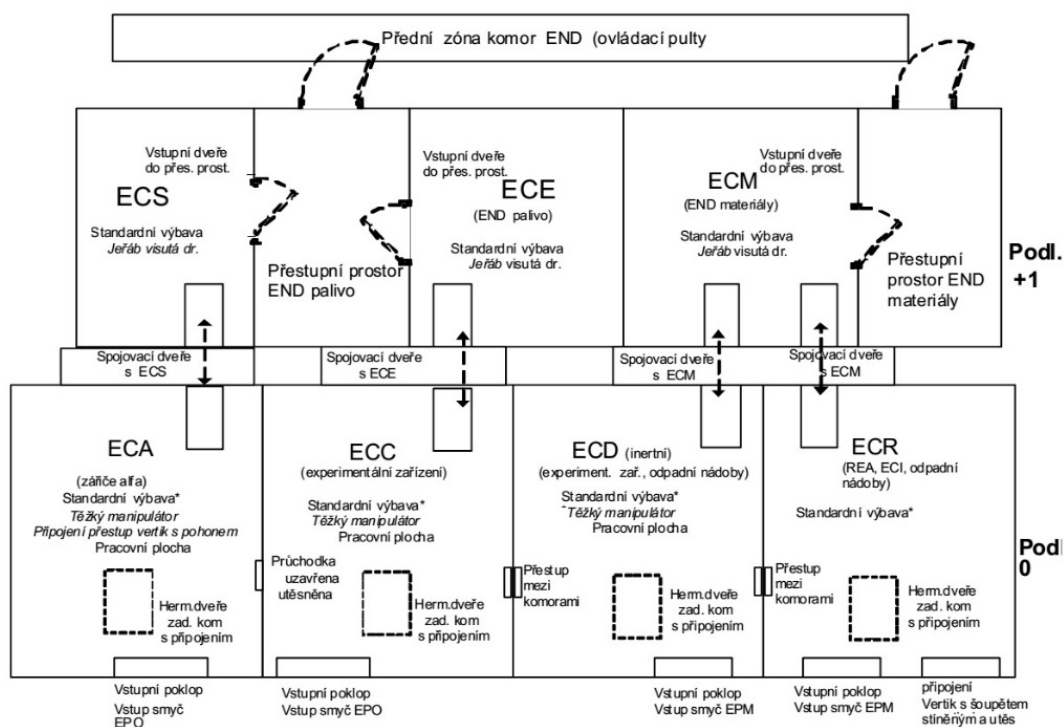 Přední zóna komor END (ovládací pulty
Vstupní dveře
do přes. prost.
ECS
Standardní výbava
Jeřáb visutá dr.
Přestupní prostor
END palivo
Vstupní dveře
do přes. prost.
ECE
(END palivo)
Standardní výbava
Jeřáb visutá dr.
Vstupní dveře
do přes. prost.
ECM
(END materiály)
Standardní výbava
Jeřáb visutá dr.
Přestupní
prostor END
materiály
Podl.
+1
Spojovací dveře
s ECS
Spojovací dveře
s ECE
Spojovací dveře
s ECM
Spojovací dveře
s ECM
ECA
(zářiče alfa)
Standardní výbava*
Těžký manipulátor
Připojení přestup vertik s pohonem
Pracovní plocha
Herm.dveře
zad. kom
s připojením
ECC
(experimentální zařízení)
Standardní výbava*
Těžký manipulátor
Pracovní plocha
Průchodka
uzavřena
utěsněna
Herm.dveře
zad. kom
s připojením
ECD (inertní)
(experiment. zař., odpadní nádoby)
Standardní výbava*
Těžký manipulátor
Pracovní plocha
Přestup
mezi
komorami
Herm.dveře
zad. kom
s připojením
ECR
(REA, ECI, odpadní
nádoby)
Standardní výbava*
Přestup
mezi
komorami
Herm.dveře
zad. kom
s připojením
Podl
0
Vstupní poklop
Vstup smyč
EPO
Vstupní poklop
Vstup smyč EPO
Vstupní poklop
Vstup smyč EPM
Vstupní poklop
Vstup smyč EPM
připojení
Vertik s šoupětem
stíněným a utěs